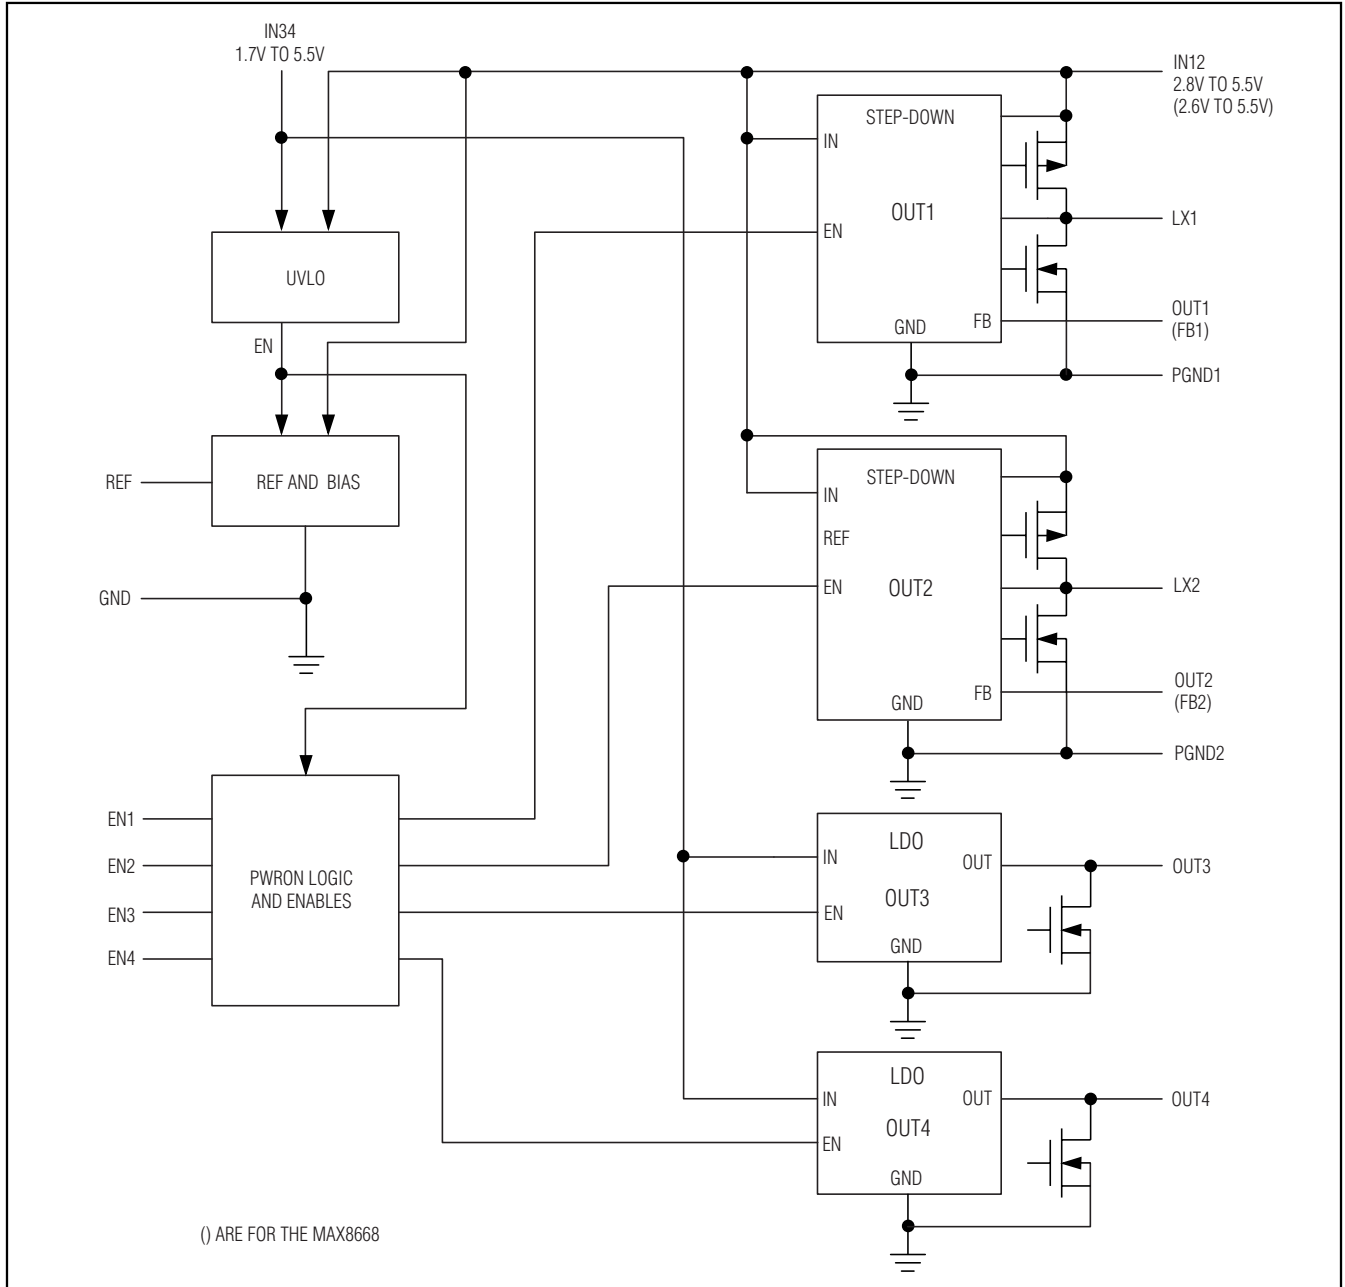 IN34
1.7V TO 5.5V
IN12
2.8V TO 5.5V
(2.6V TO 5.5V)
STEP-DOWN
IN
OUT1
EN
LX1
FB
OUT1
(FB1)
GND
PGND1
UVLO
EN
REF
REF AND BIAS
GND
STEP-DOWN
IN
REF
EN
OUT2
LX2
FB
OUT2
(FB2)
GND
PGND2
EN1
EN2
EN3
EN4
PWRON LOGIC
AND ENABLES
LDO
IN
OUT
OUT3
OUT3
EN
GND
LDO
IN
OUT
OUT4
OUT4
EN
GND
() ARE FOR THE MAX8668